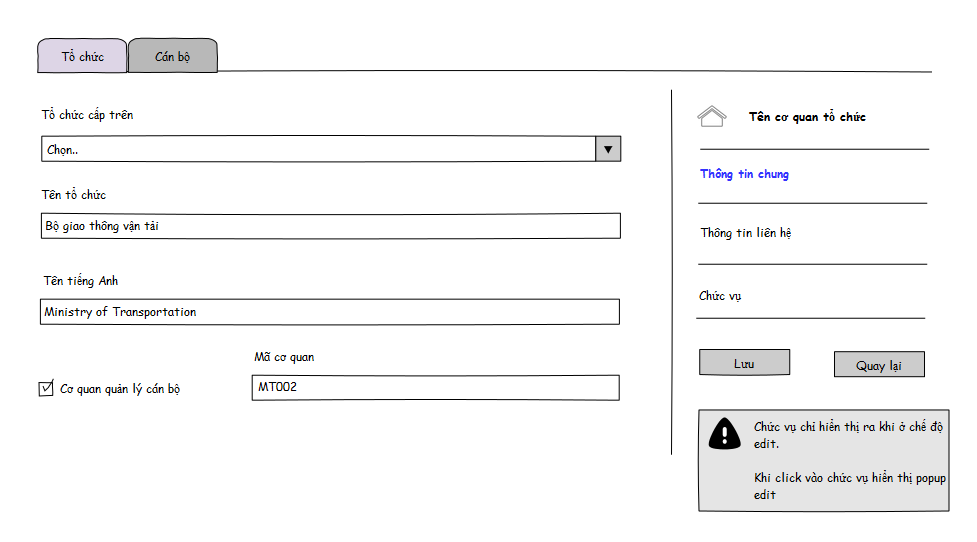 Tổ chức
Cán bộ
Tổ chức cấp trên
Chọn..
Tên tổ chức
Bộ giao thông vận tải
Tên tiếng Anh
Ministry of Transportation
Mã cơ quan
Cơ quan quản lý cán bộ
MT002
Tên cơ quan tổ chức
Thông tin chung
Thông tin liên hệ
Chức vụ
Lưu
Quay lại
Chức vụ chỉ hiển thị ra khi ở chế độ
edit.
Khi click vào chức vụ hiển thị popup
edit